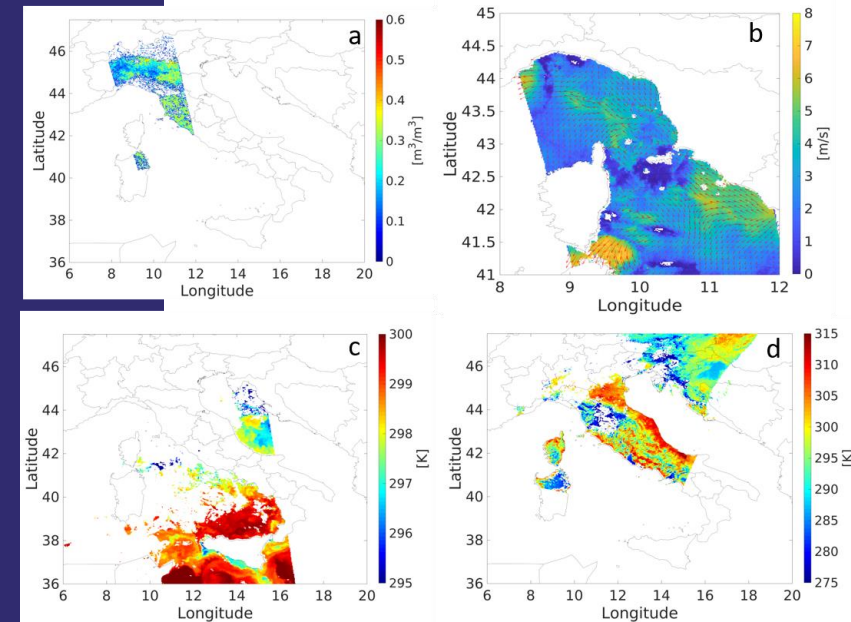 a
46
44
42
40
38
36
6 8 10 12 14 16 18 20
Latitude
Longitude
0.6
0.5
0.4
0.3
0.2
0.1
0
[m³/m³]
b
45
44.5
44
43.5
43
42.5
42
41.5
41
8 9 10 11 12
Latitude
Longitude
8
7
6
5
4
3
2
1
0
[m/s]
c
46
44
42
40
38
36
6 8 10 12 14 16 18 20
Latitude
Longitude
300
299
298
297
296
295
[K]
d
46
44
42
40
38
36
6 8 10 12 14 16 18 20
Latitude
Longitude
315
310
305
300
295
290
285
280
275
[K]